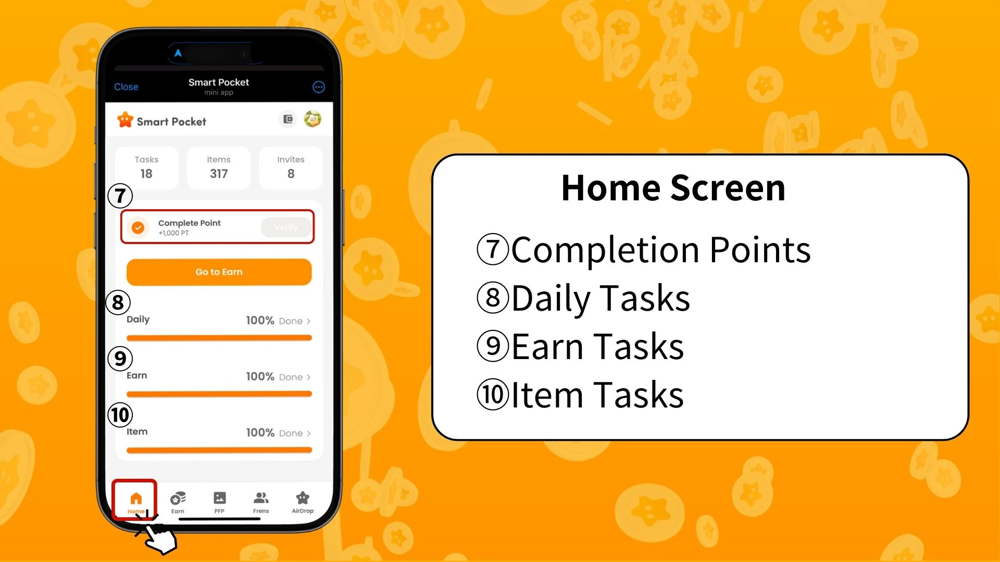 Close
Smart Pocket
mini app
Smart Pocket
Tasks
18
Items
317
Invites
8
⑦
Complete Point
+1,000 PT
Verify
Go to Earn
⑧
Daily 100% Done >
⑨
Earn 100% Done >
⑩
Item 100% Done >
Home Earn PFP Frens AirDrop
Home Screen
⑦Completion Points
⑧Daily Tasks
⑨Earn Tasks
⑩Item Tasks